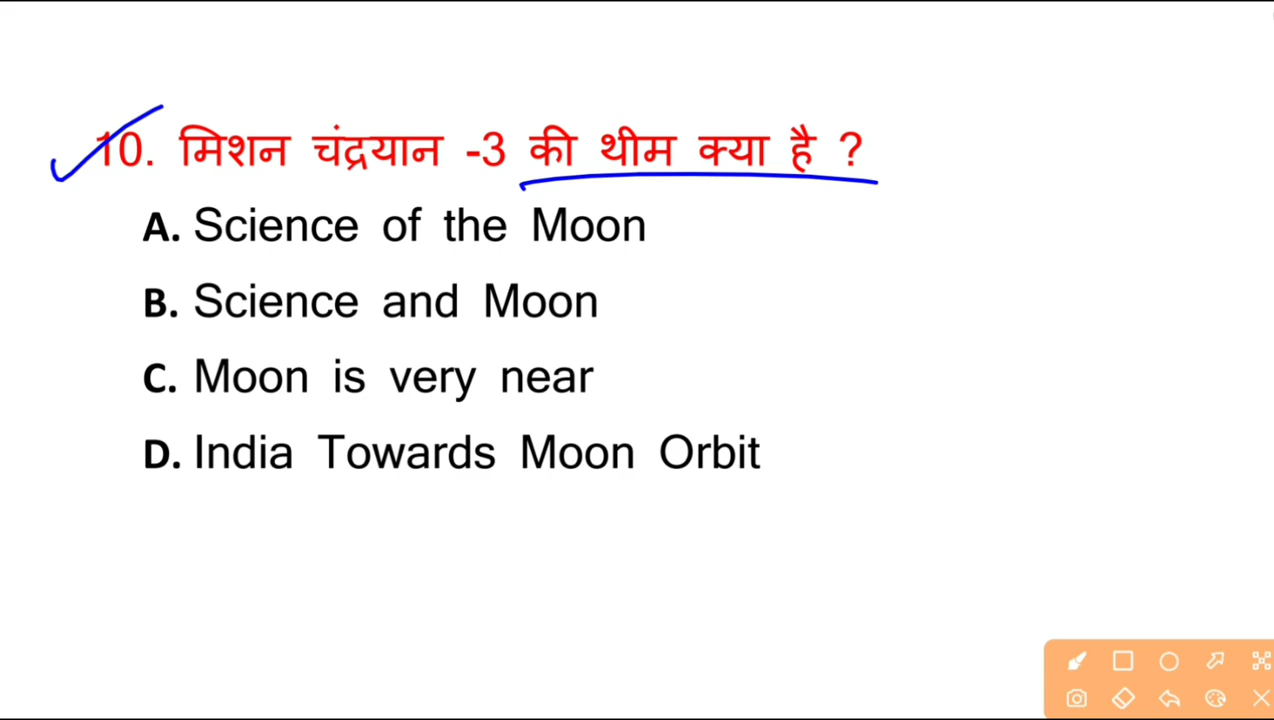 10. मिशन चंद्रयान -3 की थीम क्या है ?
A. Science of the Moon
B. Science and Moon
C. Moon is very near
D. India Towards Moon Orbit